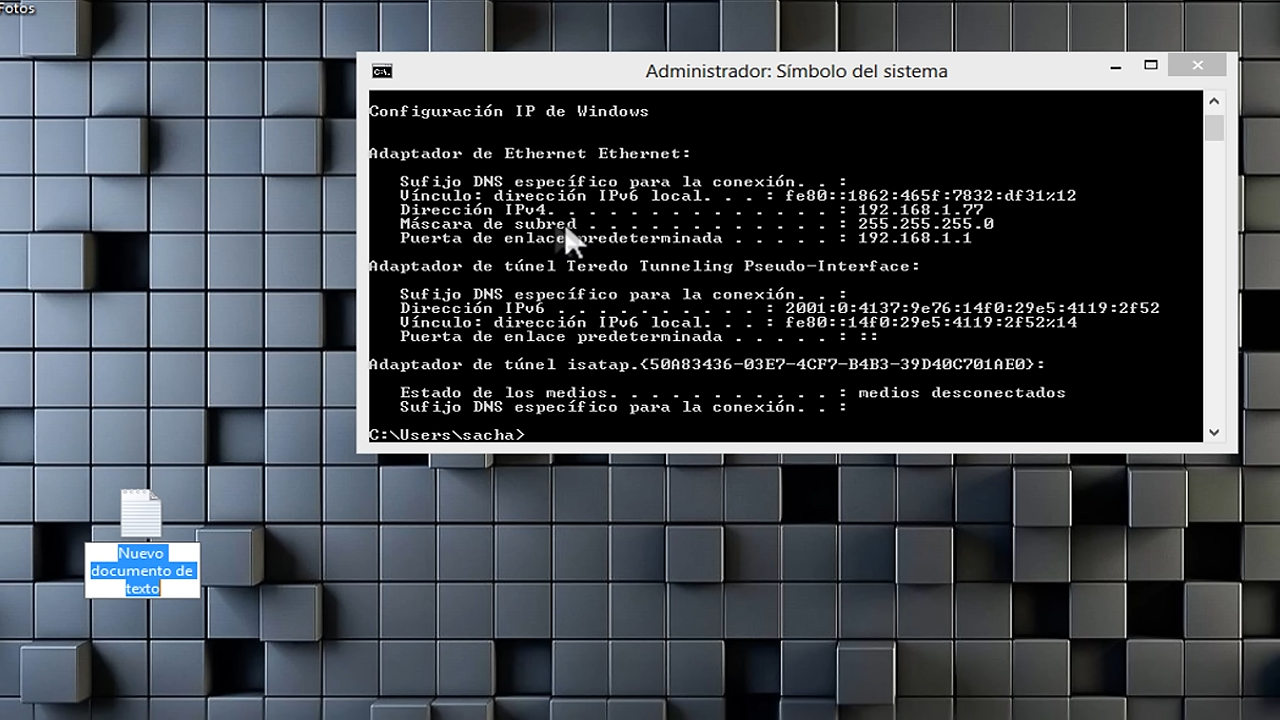 Fotos
Administrador: Símbolo del sistema
Configuración IP de Windows
Adaptador de Ethernet Ethernet:
Sufijo DNS específico para la conexión. . :
Vínculo: dirección IPv6 local. . . : fe80::1862:465f:7832:df31%12
Dirección IPv4. . . . . . . . . . . . . . : 192.168.1.77
Máscara de subred . . . . . . . . . . . . : 255.255.255.0
Puerta de enlace predeterminada . . . . . : 192.168.1.1
Adaptador de túnel Teredo Tunneling Pseudo-Interface:
Sufijo DNS específico para la conexión. . :
Dirección IPv6 . . . . . . . . . . : 2001:0:4137:9e76:14f0:29e5:4119:2f52
Vínculo: dirección IPv6 local. . . : fe80::14f0:29e5:4119:2f52%14
Puerta de enlace predeterminada . . . . . : ::
Adaptador de túnel isatap.{50A83436-03E7-4CF7-B4B3-39D40C701AE0}:
Estado de los medios. . . . . . . . . . . : medios desconectados
Sufijo DNS específico para la conexión. . :
C:\Users\sacha>
Nuevo
documento de
texto